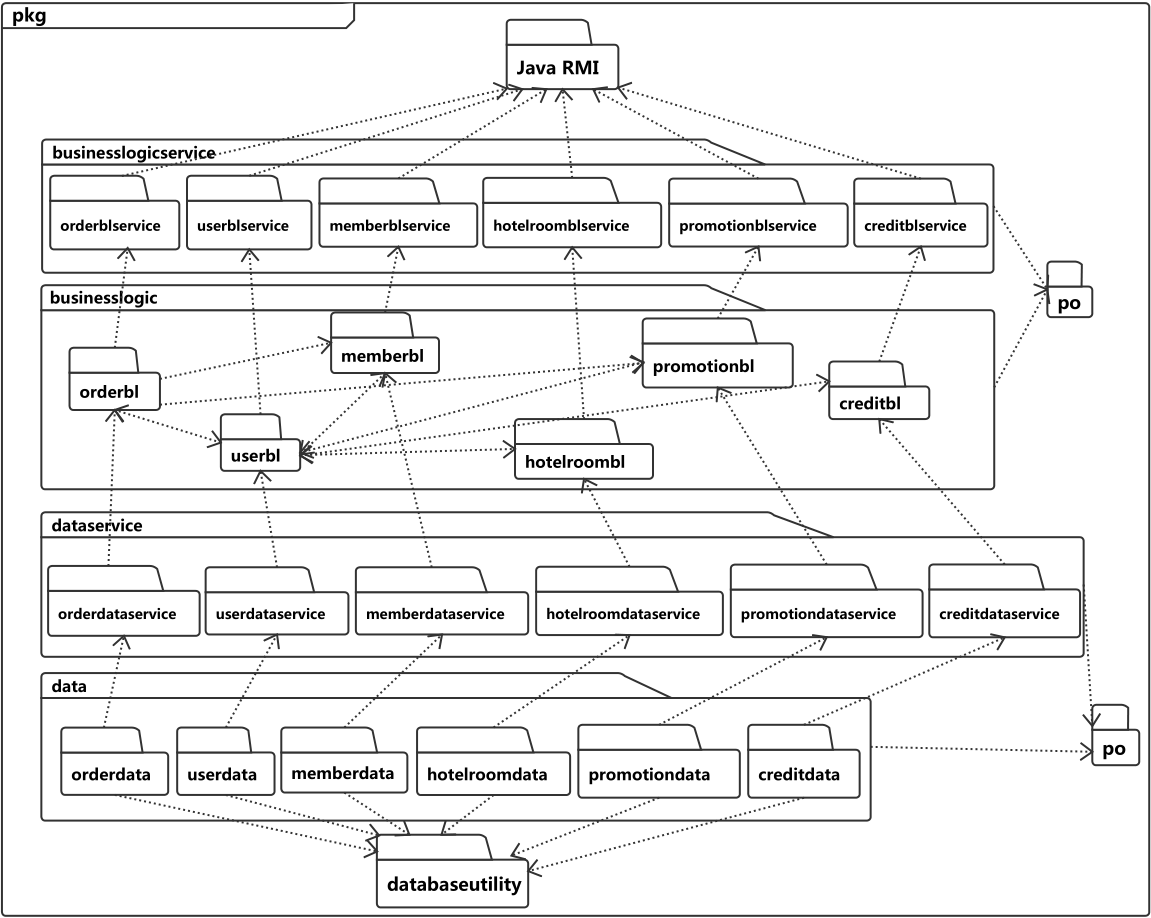 pkg
Java RMI
businesslogicservice
orderblservice
userblservice
memberblservice
hotelroomblservice
promotionblservice
creditblservice
po
businesslogic
orderbl
memberbl
promotionbl
creditbl
userbl
hotelroombl
dataservice
orderdataservice
userdataservice
memberdataservice
hotelroomdataservice
promotiondataservice
creditdataservice
data
po
orderdata
userdata
memberdata
hotelroomdata
promotiondata
creditdata
databaseutility